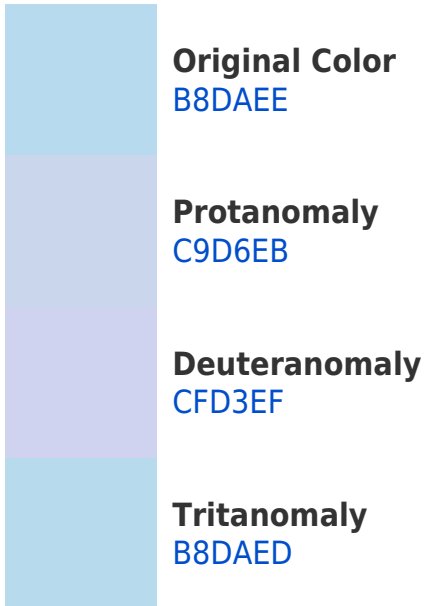 Original Color
B8DAEE
Protanomaly
C9D6EB
Deuteranomaly
CFD3EF
Tritanomaly
B8DAED